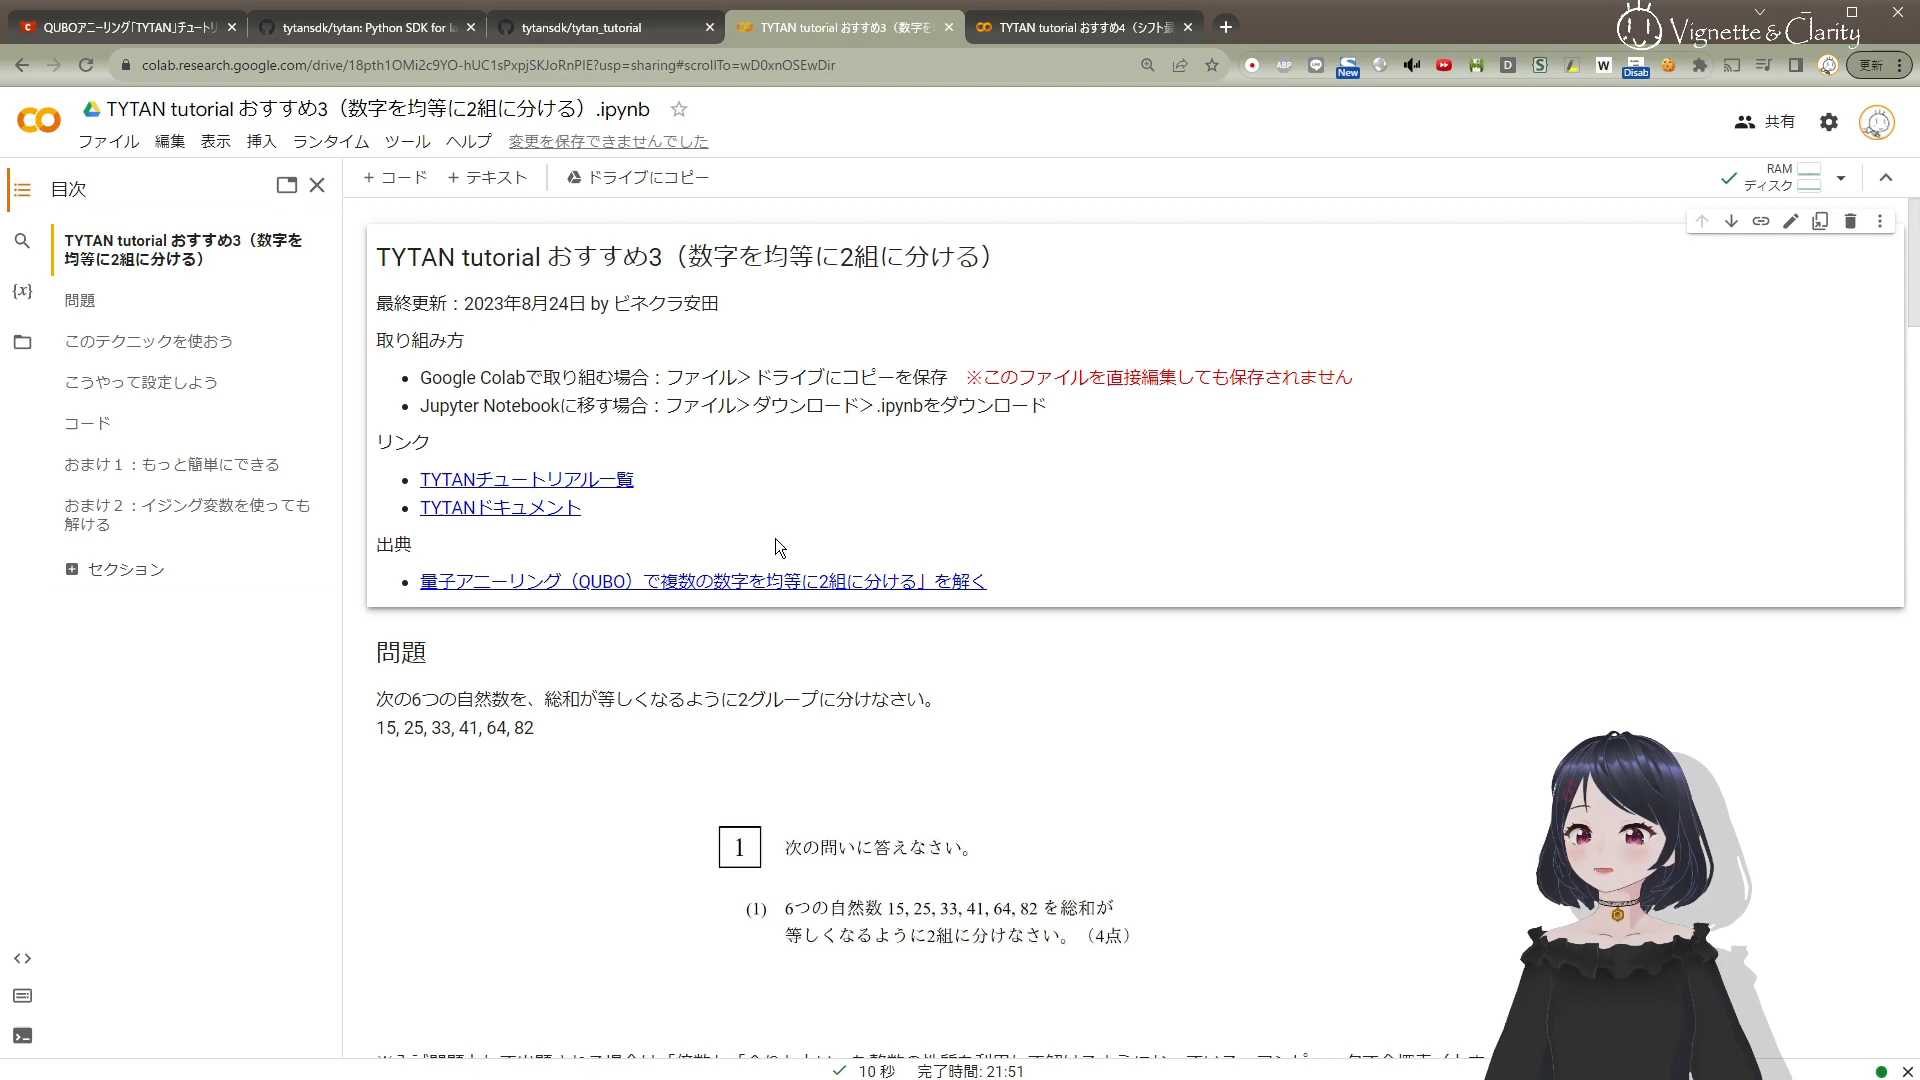 QUBOアニーリング「TYTAN」チュートリ
tytansdk/tytan: Python SDK for la
tytansdk/tytan_tutorial
TYTAN tutorial おすすめ3（数字を
TYTAN tutorial おすすめ4（シフト最
Vignette & Clarity
colab.research.google.com/drive/18pth1OMi2c9YO-hUC1sPxpjSKJoRnPIE?usp=sharing#scrollTo=wD0xnOSEwDir
ABP
New
D
S
W
Disab
更新
TYTAN tutorial おすすめ3（数字を均等に2組に分ける）.ipynb
共有
ファイル 編集 表示 挿入 ランタイム ツール ヘルプ 変更を保存できませんでした
目次
+ コード + テキスト ドライブにコピー
RAM
ディスク
TYTAN tutorial おすすめ3（数字を
均等に2組に分ける）
{x}
問題
このテクニックを使おう
こうやって設定しよう
コード
おまけ１：もっと簡単にできる
おまけ２：イジング変数を使っても
解ける
セクション
TYTAN tutorial おすすめ3（数字を均等に2組に分ける）
最終更新：2023年8月24日 by ビネクラ安田
取り組み方
Google Colabで取り組む場合：ファイル＞ドライブにコピーを保存 ※このファイルを直接編集しても保存されません
Jupyter Notebookに移す場合：ファイル＞ダウンロード＞.ipynbをダウンロード
リンク
TYTANチュートリアル一覧
TYTANドキュメント
出典
量子アニーリング（QUBO）で複数の数字を均等に2組に分ける」を解く
問題
次の6つの自然数を、総和が等しくなるように2グループに分けなさい。
15, 25, 33, 41, 64, 82
1 次の問いに答えなさい。
(1) 6つの自然数 15, 25, 33, 41, 64, 82 を総和が
等しくなるように2組に分けなさい。（4点）
10 秒 完了時間: 21:51